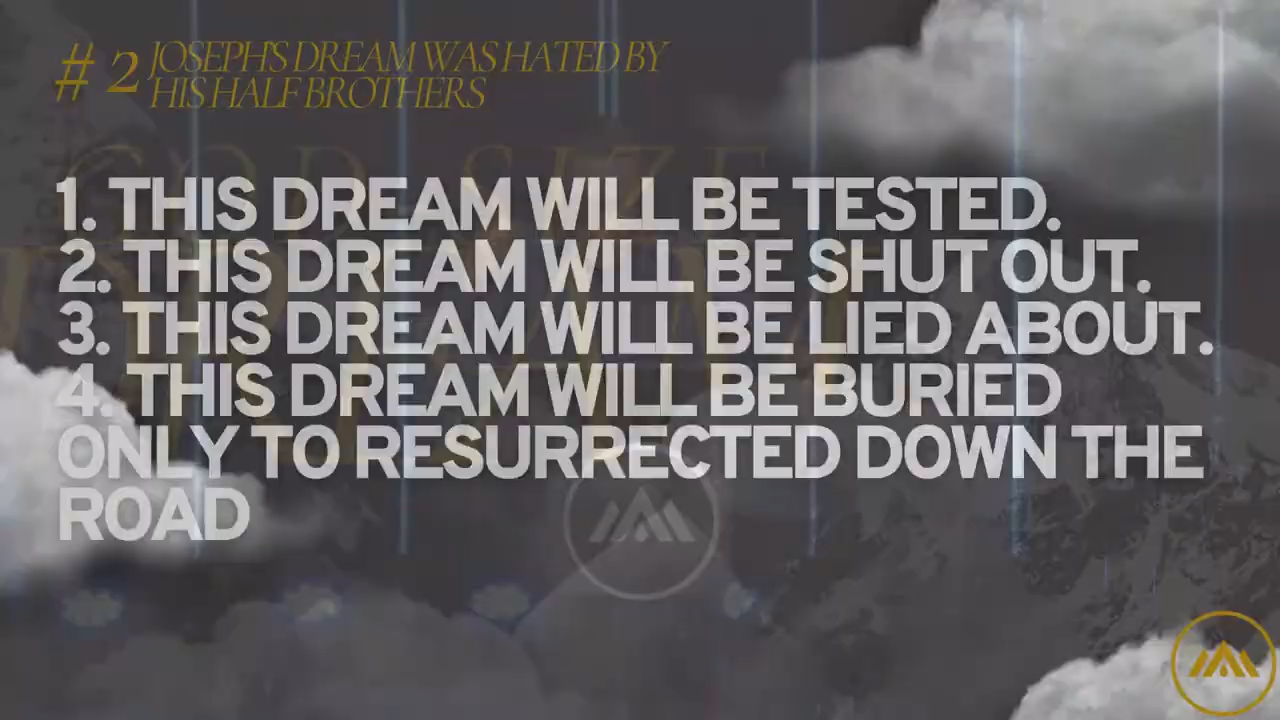 # 2 JOSEPH'S DREAM WAS HATED BY
HIS HALF BROTHERS
GOD SIZE
1. THIS DREAM WILL BE TESTED.
2. THIS DREAM WILL BE SHUT OUT.
3. THIS DREAM WILL BE LIED ABOUT.
4. THIS DREAM WILL BE BURIED
ONLY TO RESURRECTED DOWN THE
ROAD